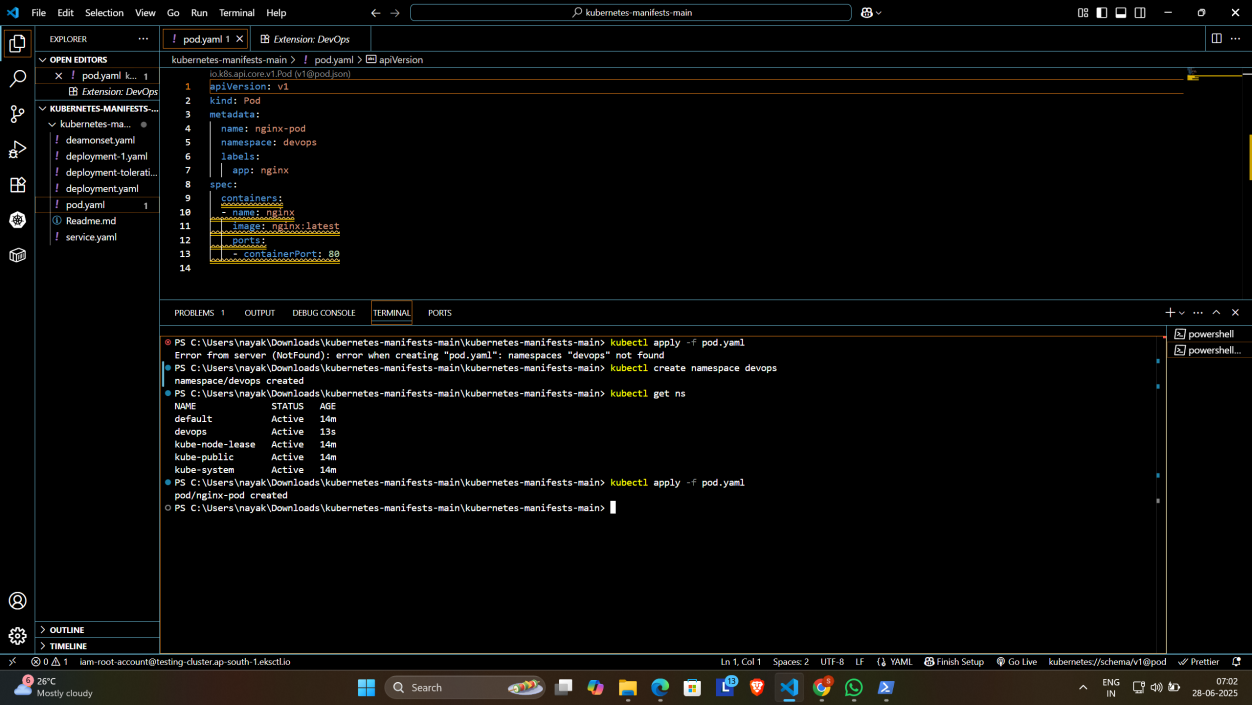 File Edit Selection View Go Run Terminal Help
kubernetes-manifests-main
EXPLORER
OPEN EDITORS
pod.yaml k... 1
Extension: DevOps
KUBERNETES-MANIFESTS-...
kubernetes-ma...
! deamonset.yaml
! deployment-1.yaml
! deployment-tolerati...
! deployment.yaml
! pod.yaml 1
Readme.md
! service.yaml
OUTLINE
TIMELINE
! pod.yaml 1
Extension: DevOps
kubernetes-manifests-main > ! pod.yaml > apiVersion
io.k8s.api.core.v1.Pod (v1@pod.json)
1 apiVersion: v1
2 kind: Pod
3 metadata:
4 name: nginx-pod
5 namespace: devops
6 labels:
7 app: nginx
8 spec:
9 containers:
10 - name: nginx
11 image: nginx:latest
12 ports:
13 - containerPort: 80
14
PROBLEMS 1 OUTPUT DEBUG CONSOLE TERMINAL PORTS
PS C:\Users\nayak\Downloads\kubernetes-manifests-main\kubernetes-manifests-main> kubectl apply -f pod.yaml
Error from server (NotFound): error when creating "pod.yaml": namespaces "devops" not found
PS C:\Users\nayak\Downloads\kubernetes-manifests-main\kubernetes-manifests-main> kubectl create namespace devops
namespace/devops created
PS C:\Users\nayak\Downloads\kubernetes-manifests-main\kubernetes-manifests-main> kubectl get ns
NAME STATUS AGE
default Active 14m
devops Active 13s
kube-node-lease Active 14m
kube-public Active 14m
kube-system Active 14m
PS C:\Users\nayak\Downloads\kubernetes-manifests-main\kubernetes-manifests-main> kubectl apply -f pod.yaml
pod/nginx-pod created
PS C:\Users\nayak\Downloads\kubernetes-manifests-main\kubernetes-manifests-main>
powershell
powershell...
0 1 iam-root-account@testing-cluster.ap-south-1.eksctl.io
Ln 1, Col 1 Spaces: 2 UTF-8 LF {} YAML Finish Setup Go Live kubernetes://schema/v1@pod Prettier
6
26°C
Mostly cloudy
Search
13
5
ENG
IN
07:02
28-06-2025